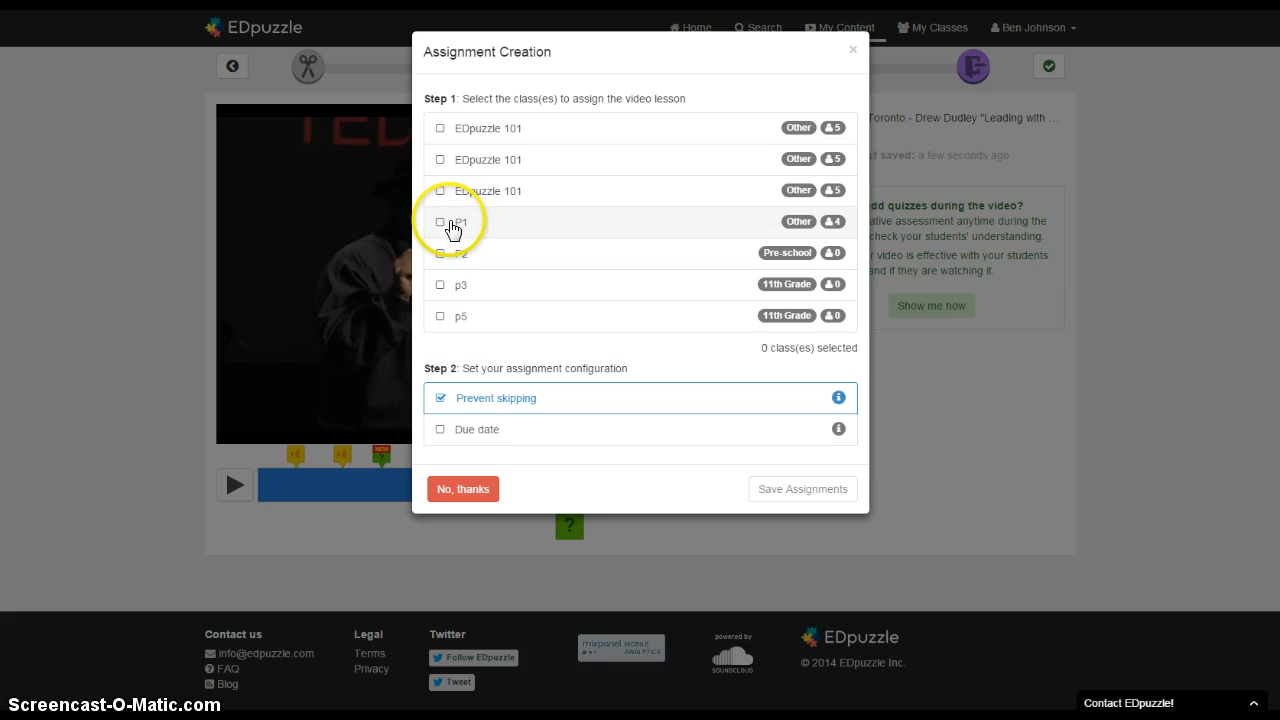 EDpuzzle
Home Search My Content My Classes Ben Johnson
Assignment Creation ×
Step 1: Select the class(es) to assign the video lesson
EDpuzzle 101 Other 5
EDpuzzle 101 Other 5
EDpuzzle 101 Other 5
P1 Other 4
P2 Pre-school 0
p3 11th Grade 0
p5 11th Grade 0
0 class(es) selected
Step 2: Set your assignment configuration
Prevent skipping
Due date
No, thanks Save Assignments
Toronto - Drew Dudley "Leading with ...
st saved: a few seconds ago
dd quizzes during the video?
ative assessment anytime during the
check your students' understanding.
r video is effective with your students
and if they are watching it.
Show me how
TED
NEW
?
?
Contact us
info@edpuzzle.com
FAQ
Blog
Legal
Terms
Privacy
Twitter
Follow EDpuzzle
Tweet
mixpanel MOBILE ANALYTICS
powered by
SOUNDCLOUD
EDpuzzle
© 2014 EDpuzzle Inc.
Contact EDpuzzle!
Screencast-O-Matic.com